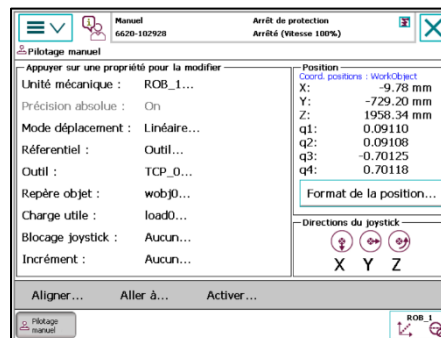 Manuel
6620-102928
Arrêt de protection
Arrêté (Vitesse 100%)
Pilotage manuel
Appuyer sur une propriété pour la modifier
Unité mécanique : ROB_1...
Précision absolue : On
Mode déplacement : Linéaire...
Réferentiel : Outil...
Outil : TCP_0...
Repère objet : wobj0...
Charge utile : load0...
Blocage joystick : Aucun...
Incrément : Aucun...
Position
Coord. positions : WorkObject
X: -9.78 mm
Y: -729.20 mm
Z: 1958.34 mm
q1: 0.09110
q2: 0.09108
q3: -0.70125
q4: 0.70118
Format de la position...
Directions du joystick
X Y Z
Aligner... Aller à... Activer...
Pilotage manuel
ROB_1